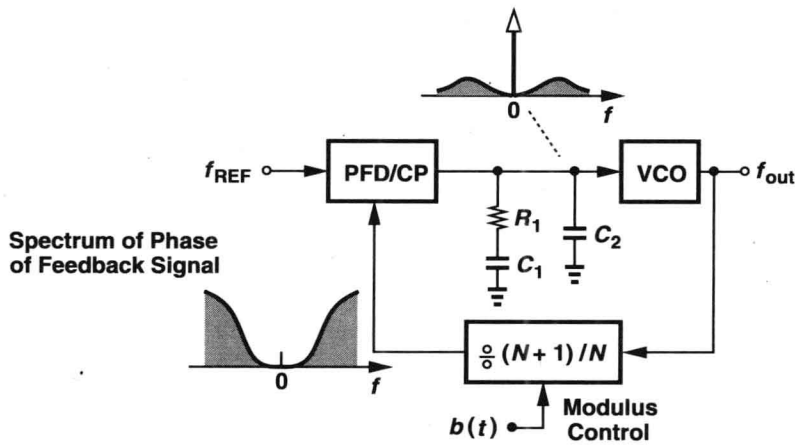 0
f
f_REF
PFD/CP
VCO
f_out
R_1
C_1
C_2
Spectrum of Phase
of Feedback Signal
0
f
÷ (N + 1) / N
b(t)
Modulus
Control